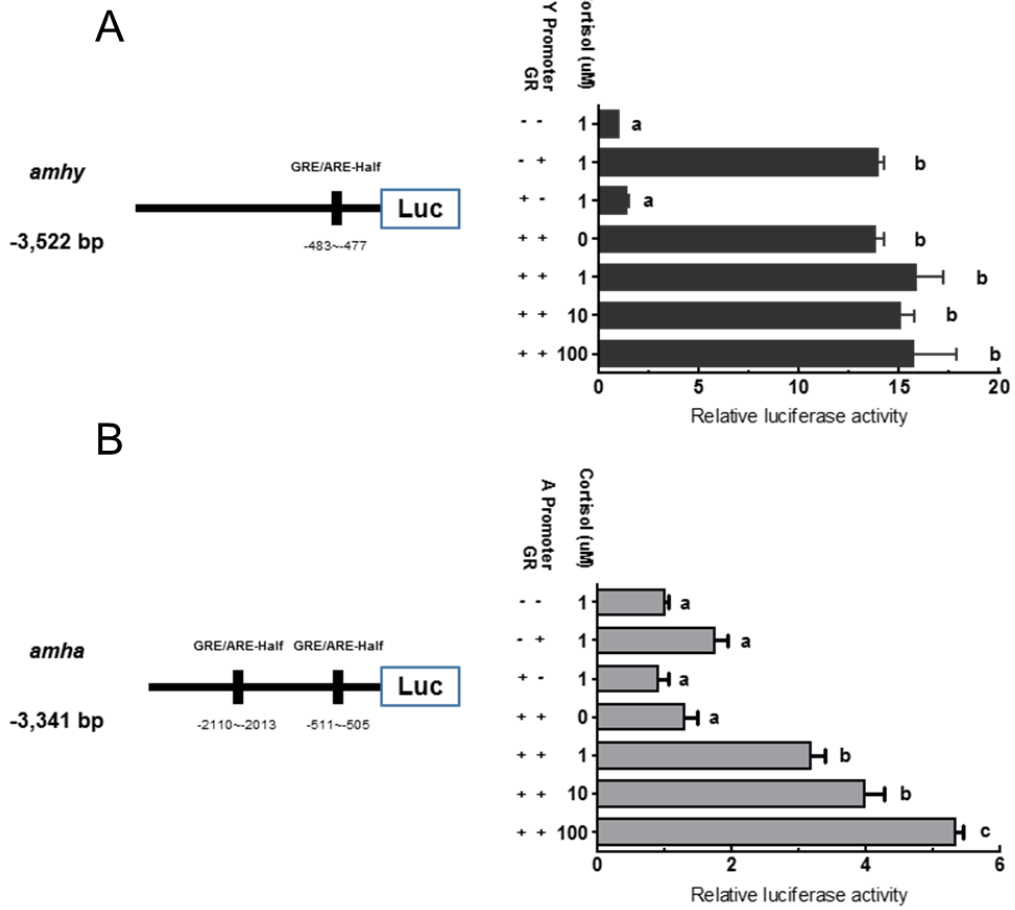 A
Y Promoter
GR
amhy
-3,522 bp
GRE/ARE-Half
Luc
-483~-477
- - 1 a
- + 1 b
+ - 1 a
+ + 0 b
+ + 1 b
+ + 10 b
+ + 100 b
0 5 10 15 20
Relative luciferase activity
B
Cortisol (uM)
A Promoter
GR
amha
-3,341 bp
GRE/ARE-Half GRE/ARE-Half
Luc
-2110~-2013 -511~-505
- - 1 a
- + 1 a
+ - 1 a
+ + 0 a
+ + 1 b
+ + 10 b
+ + 100 c
0 2 4 6
Relative luciferase activity